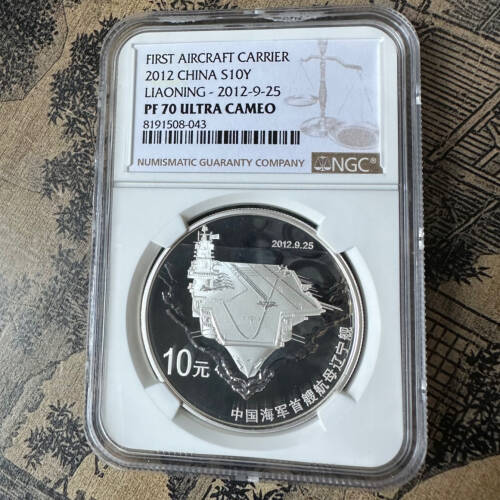 FIRST AIRCRAFT CARRIER
2012 CHINA S10Y
LIAONING - 2012-9-25
PF 70 ULTRA CAMEO
8191508-043
NUMISMATIC GUARANTY COMPANY
NGC®
2012.9.25
10元
中国海军首艘航母辽宁舰